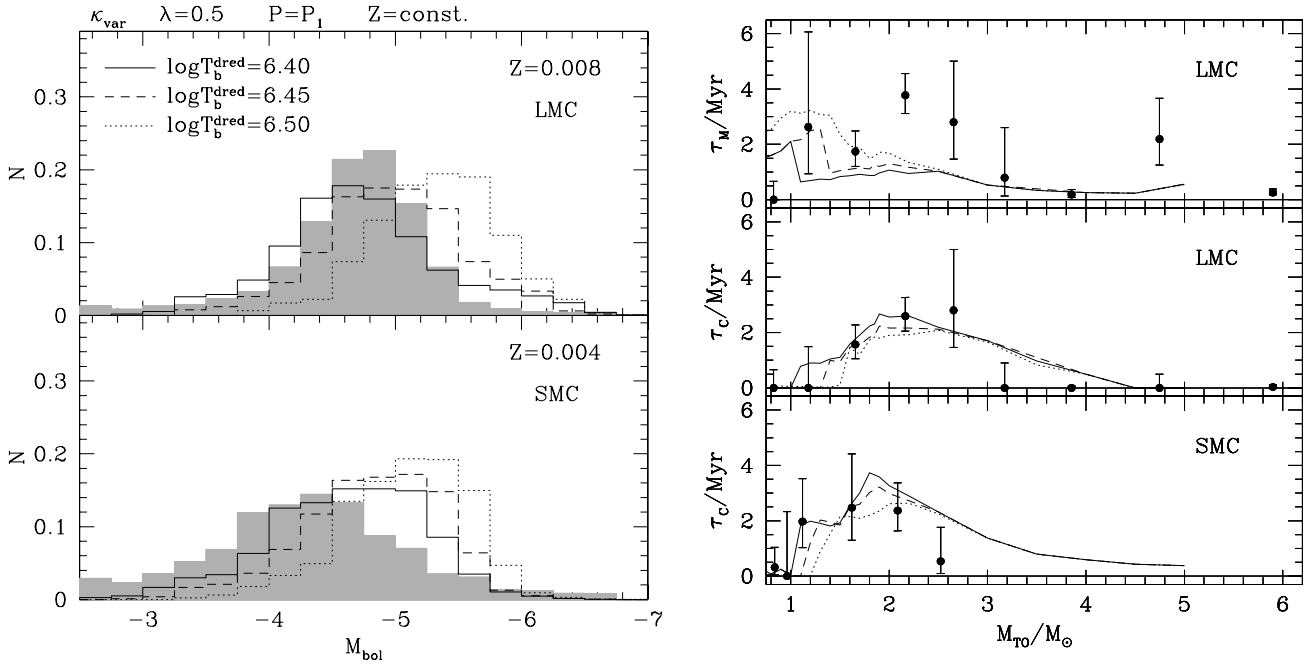 κvar λ=0.5 P=P1 Z=const.
logTbdred=6.40
logTbdred=6.45
logTbdred=6.50
Z=0.008
LMC
0.3
0.2
0.1
0
N
Z=0.004
SMC
0.3
0.2
0.1
0
N
-3 -4 -5 -6 -7
Mbol
LMC
6
4
2
0
τM/Myr
LMC
6
4
2
0
τC/Myr
SMC
6
4
2
0
τC/Myr
1 2 3 4 5 6
MTO/M⊙